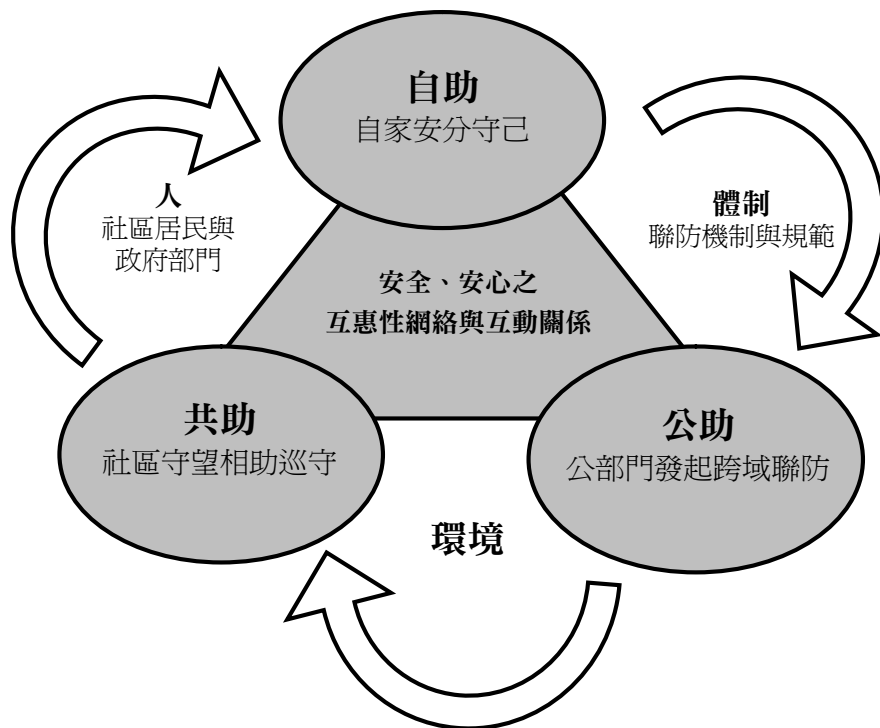 自助
自家安分守己
人
社區居民與
政府部門
體制
聯防機制與規範
安全、安心之
互惠性網絡與互動關係
共助
社區守望相助巡守
公助
公部門發起跨域聯防
環境